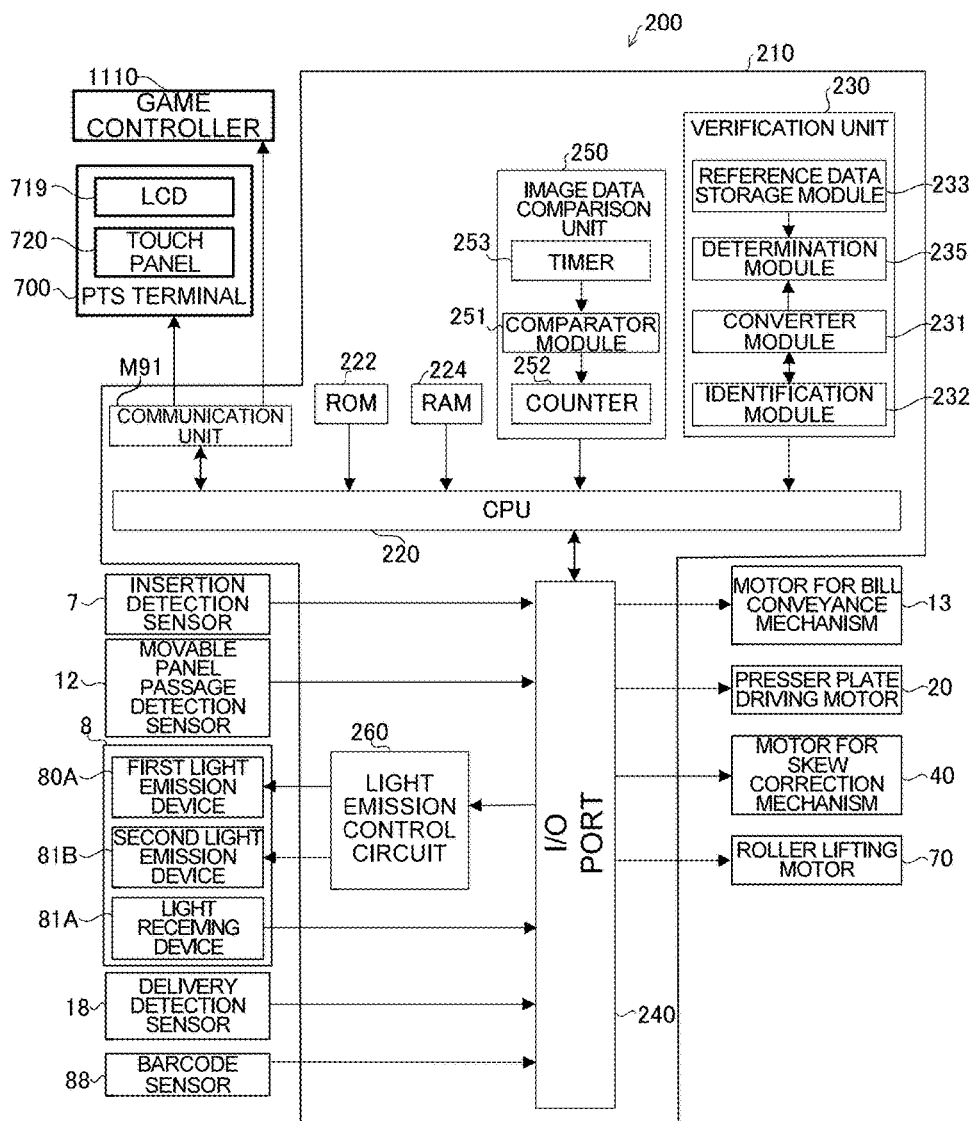 200
210
1110
GAME
CONTROLLER
719
LCD
720
TOUCH
PANEL
700
PTS TERMINAL
M91
COMMUNICATION
UNIT
222
ROM
224
RAM
250
IMAGE DATA
COMPARISON
UNIT
253
TIMER
251
COMPARATOR
MODULE
252
COUNTER
230
VERIFICATION UNIT
REFERENCE DATA
STORAGE MODULE
233
DETERMINATION
MODULE
235
CONVERTER
MODULE
231
IDENTIFICATION
MODULE
232
CPU
220
7
INSERTION
DETECTION
SENSOR
12
MOVABLE
PANEL
PASSAGE
DETECTION
SENSOR
8
80A
FIRST LIGHT
EMISSION
DEVICE
81B
SECOND LIGHT
EMISSION
DEVICE
81A
LIGHT
RECEIVING
DEVICE
18
DELIVERY
DETECTION
SENSOR
88
BARCODE
SENSOR
260
LIGHT
EMISSION
CONTROL
CIRCUIT
I/O
PORT
240
MOTOR FOR BILL
CONVEYANCE
MECHANISM
13
PRESSER PLATE
DRIVING MOTOR
20
MOTOR FOR
SKEW
CORRECTION
MECHANISM
40
ROLLER LIFTING
MOTOR
70